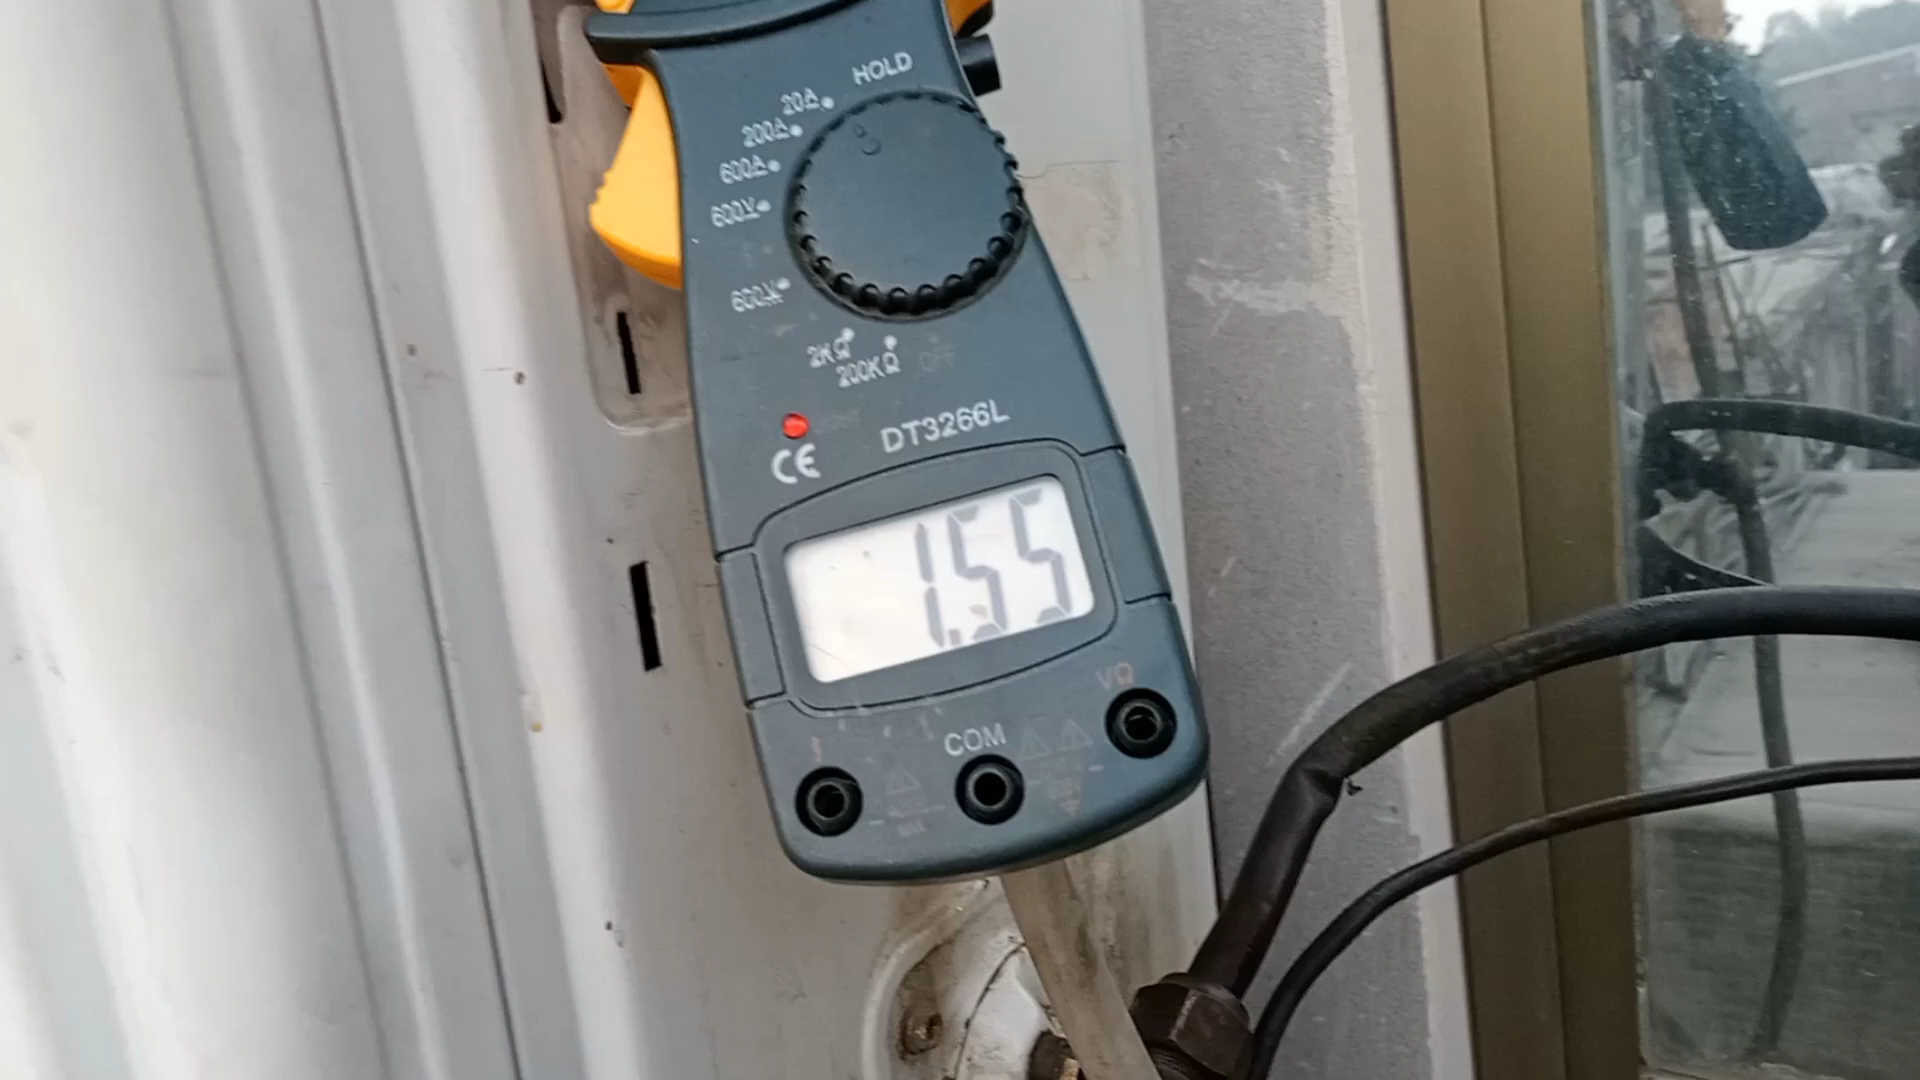 HOLD
20A
200A
600A
600V
600V
2KΩ
200KΩ
OFF
DT3266L
CE
1.55
VΩ
COM